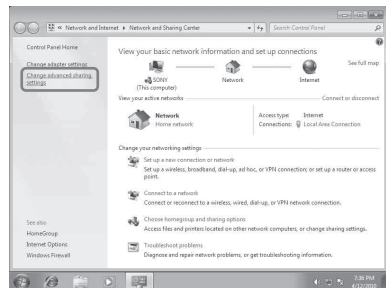 « Network and Internet ▸ Network and Sharing Center
Search Control Panel
Control Panel Home
Change adapter settings
Change advanced sharing
settings
See also
HomeGroup
Internet Options
Windows Firewall
View your basic network information and set up connections
See full map
SONY
(This computer)
Network
Internet
View your active networks
Connect or disconnect
Network
Home network
Access type: Internet
Connections: Local Area Connection
Change your networking settings
Set up a new connection or network
Set up a wireless, broadband, dial-up, ad hoc, or VPN connection; or set up a router or access
point.
Connect to a network
Connect or reconnect to a wireless, wired, dial-up, or VPN network connection.
Choose homegroup and sharing options
Access files and printers located on other network computers, or change sharing settings.
Troubleshoot problems
Diagnose and repair network problems, or get troubleshooting information.
7:36 PM
4/12/2010